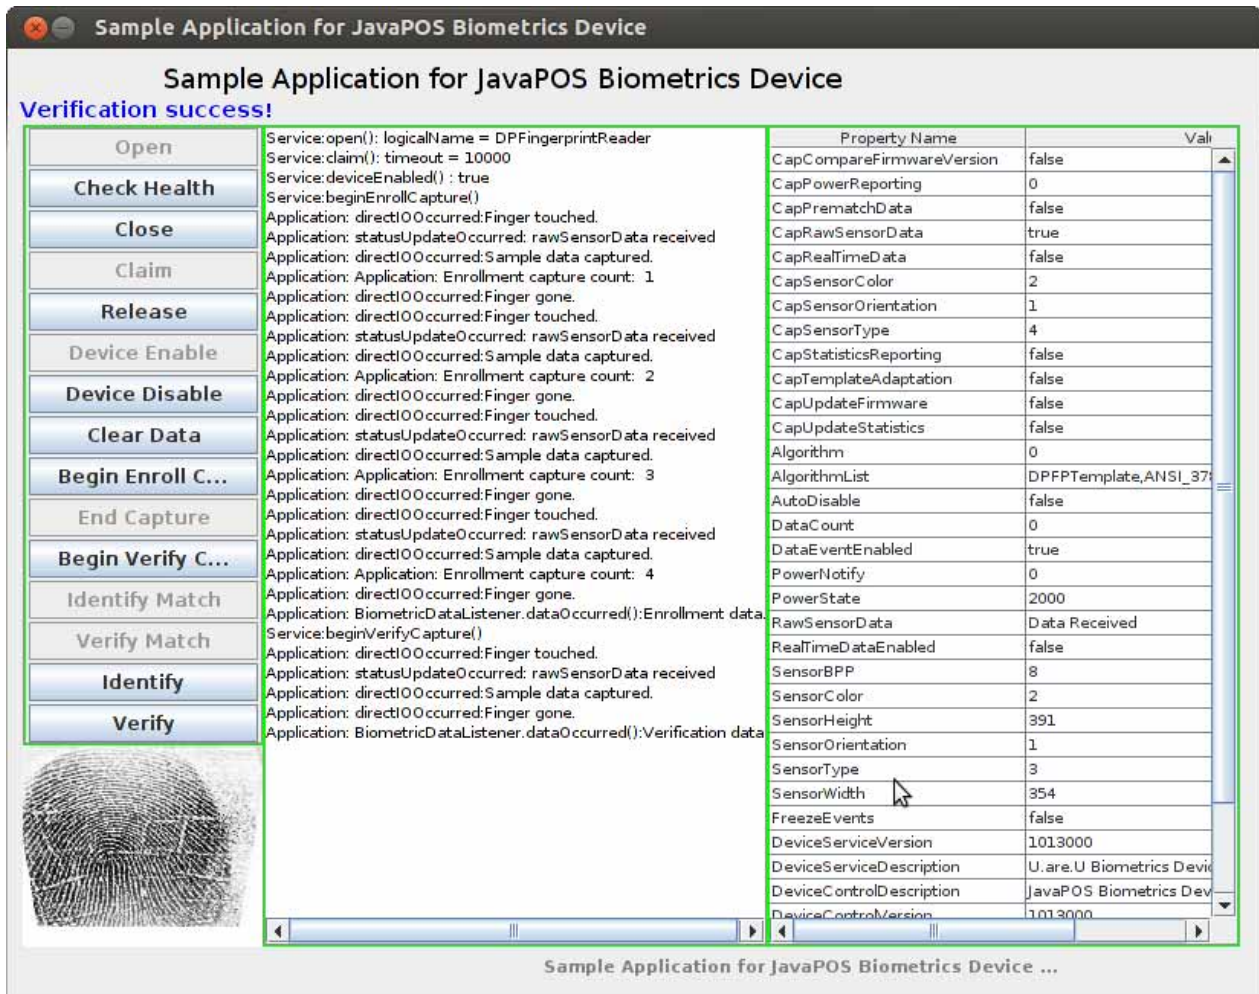 Sample Application for JavaPOS Biometrics Device
Sample Application for JavaPOS Biometrics Device
Verification success!
Open
Check Health
Close
Claim
Release
Device Enable
Device Disable
Clear Data
Begin Enroll C...
End Capture
Begin Verify C...
Identify Match
Verify Match
Identify
Verify
Service:open(): logicalName = DPFingerprintReader
Service:claim(): timeout = 10000
Service:deviceEnabled() : true
Service:beginEnrollCapture()
Application: directIOOccurred:Finger touched.
Application: statusUpdateOccurred: rawSensorData received
Application: directIOOccurred:Sample data captured.
Application: Application: Enrollment capture count: 1
Application: directIOOccurred:Finger gone.
Application: directIOOccurred:Finger touched.
Application: statusUpdateOccurred: rawSensorData received
Application: directIOOccurred:Sample data captured.
Application: Application: Enrollment capture count: 2
Application: directIOOccurred:Finger gone.
Application: directIOOccurred:Finger touched.
Application: statusUpdateOccurred: rawSensorData received
Application: directIOOccurred:Sample data captured.
Application: Application: Enrollment capture count: 3
Application: directIOOccurred:Finger gone.
Application: directIOOccurred:Finger touched.
Application: statusUpdateOccurred: rawSensorData received
Application: directIOOccurred:Sample data captured.
Application: Application: Enrollment capture count: 4
Application: directIOOccurred:Finger gone.
Application: BiometricDataListener.dataOccurred():Enrollment data.
Service:beginVerifyCapture()
Application: directIOOccurred:Finger touched.
Application: statusUpdateOccurred: rawSensorData received
Application: directIOOccurred:Sample data captured.
Application: directIOOccurred:Finger gone.
Application: BiometricDataListener.dataOccurred():Verification data
Property Name Valu
CapCompareFirmwareVersion false
CapPowerReporting 0
CapPrematchData false
CapRawSensorData true
CapRealTimeData false
CapSensorColor 2
CapSensorOrientation 1
CapSensorType 4
CapStatisticsReporting false
CapTemplateAdaptation false
CapUpdateFirmware false
CapUpdateStatistics false
Algorithm 0
AlgorithmList DPFPTemplate,ANSI_378
AutoDisable false
DataCount 0
DataEventEnabled true
PowerNotify 0
PowerState 2000
RawSensorData Data Received
RealTimeDataEnabled false
SensorBPP 8
SensorColor 2
SensorHeight 391
SensorOrientation 1
SensorType 3
SensorWidth 354
FreezeEvents false
DeviceServiceVersion 1013000
DeviceServiceDescription U.are.U Biometrics Devic
DeviceControlDescription JavaPOS Biometrics Dev
DeviceControlVersion 1013000
Sample Application for JavaPOS Biometrics Device ...